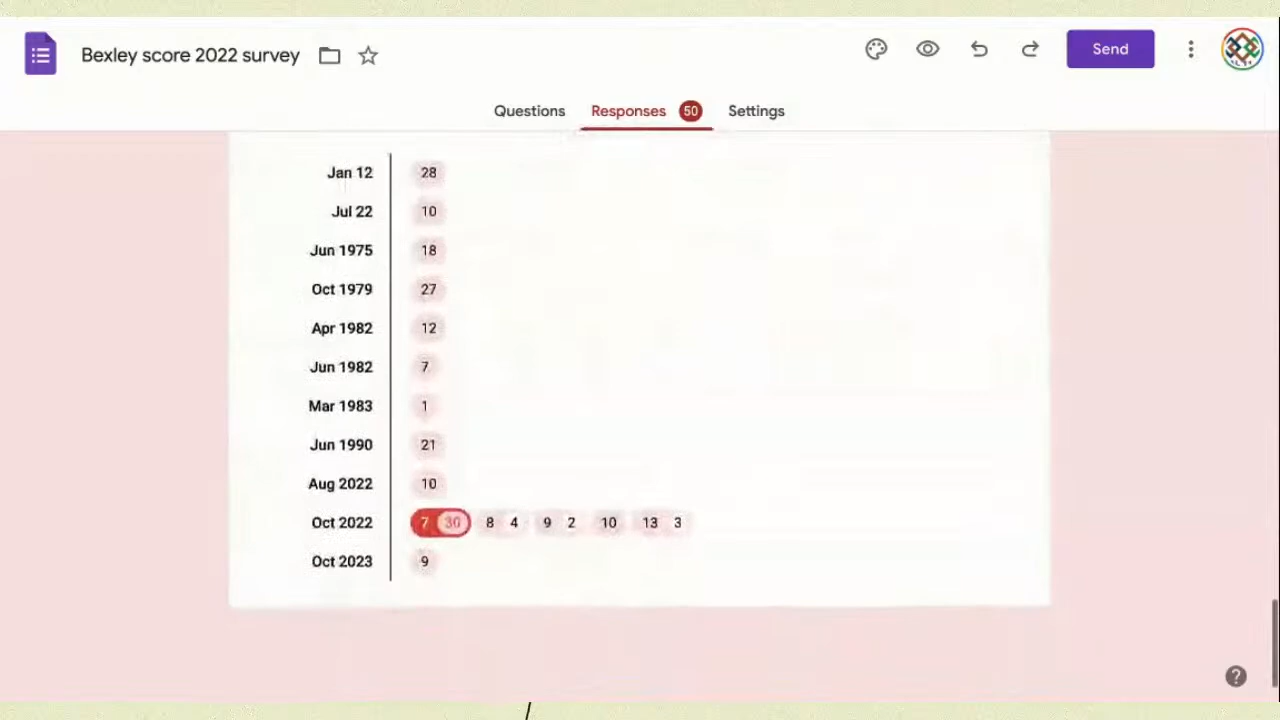 Bexley score 2022 survey
Send
Questions Responses 50 Settings
Jan 12 28
Jul 22 10
Jun 1975 18
Oct 1979 27
Apr 1982 12
Jun 1982 7
Mar 1983 1
Jun 1990 21
Aug 2022 10
Oct 2022 7 30 8 4 9 2 10 13 3
Oct 2023 9